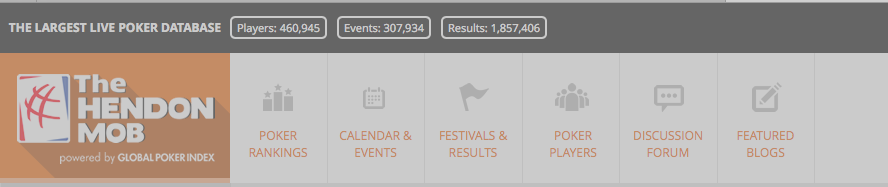 THE LARGEST LIVE POKER DATABASE Players: 460,945 Events: 307,934 Results: 1,857,406
The
HENDON
MOB
powered by GLOBAL POKER INDEX
POKER
RANKINGS
CALENDAR &
EVENTS
FESTIVALS &
RESULTS
POKER
PLAYERS
DISCUSSION
FORUM
FEATURED
BLOGS